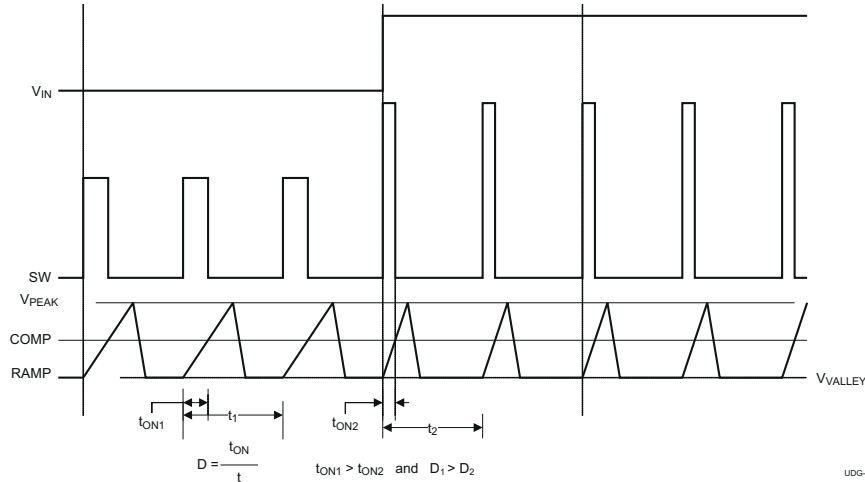 VIN
SW
VPEAK
COMP
RAMP
VVALLEY
tON1
t1
tON2
t2
D = tON / t
tON1 > tON2 and D1 > D2
UDG-